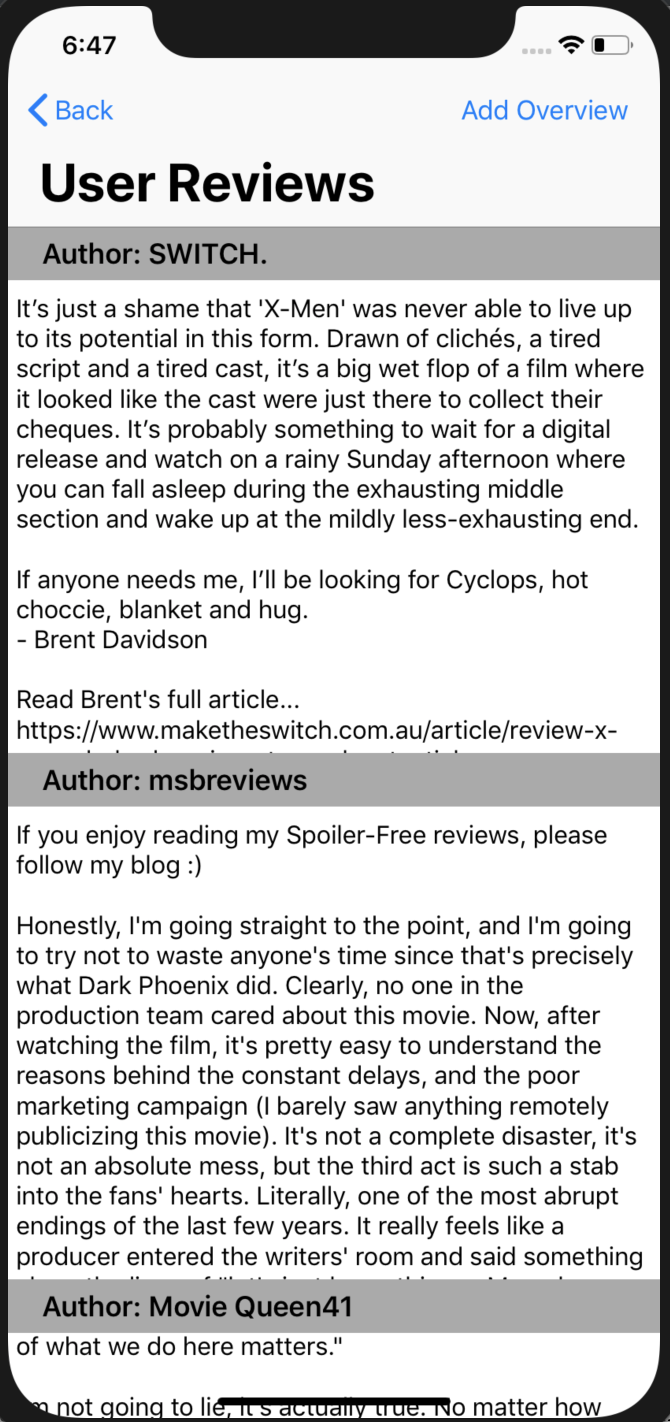 6:47
Back
Add Overview
User Reviews
Author: SWITCH.
It’s just a shame that 'X-Men' was never able to live up
to its potential in this form. Drawn of clichés, a tired
script and a tired cast, it’s a big wet flop of a film where
it looked like the cast were just there to collect their
cheques. It’s probably something to wait for a digital
release and watch on a rainy Sunday afternoon where
you can fall asleep during the exhausting middle
section and wake up at the mildly less-exhausting end.
If anyone needs me, I’ll be looking for Cyclops, hot
choccie, blanket and hug.
- Brent Davidson
Read Brent's full article...
https://www.maketheswitch.com.au/article/review-x-
Author: msbreviews
If you enjoy reading my Spoiler-Free reviews, please
follow my blog :)
Honestly, I'm going straight to the point, and I'm going
to try not to waste anyone's time since that's precisely
what Dark Phoenix did. Clearly, no one in the
production team cared about this movie. Now, after
watching the film, it's pretty easy to understand the
reasons behind the constant delays, and the poor
marketing campaign (I barely saw anything remotely
publicizing this movie). It's not a complete disaster, it's
not an absolute mess, but the third act is such a stab
into the fans' hearts. Literally, one of the most abrupt
endings of the last few years. It really feels like a
producer entered the writers' room and said something
Author: Movie Queen41
of what we do here matters."
not going to lie, it's actually true. No matter how